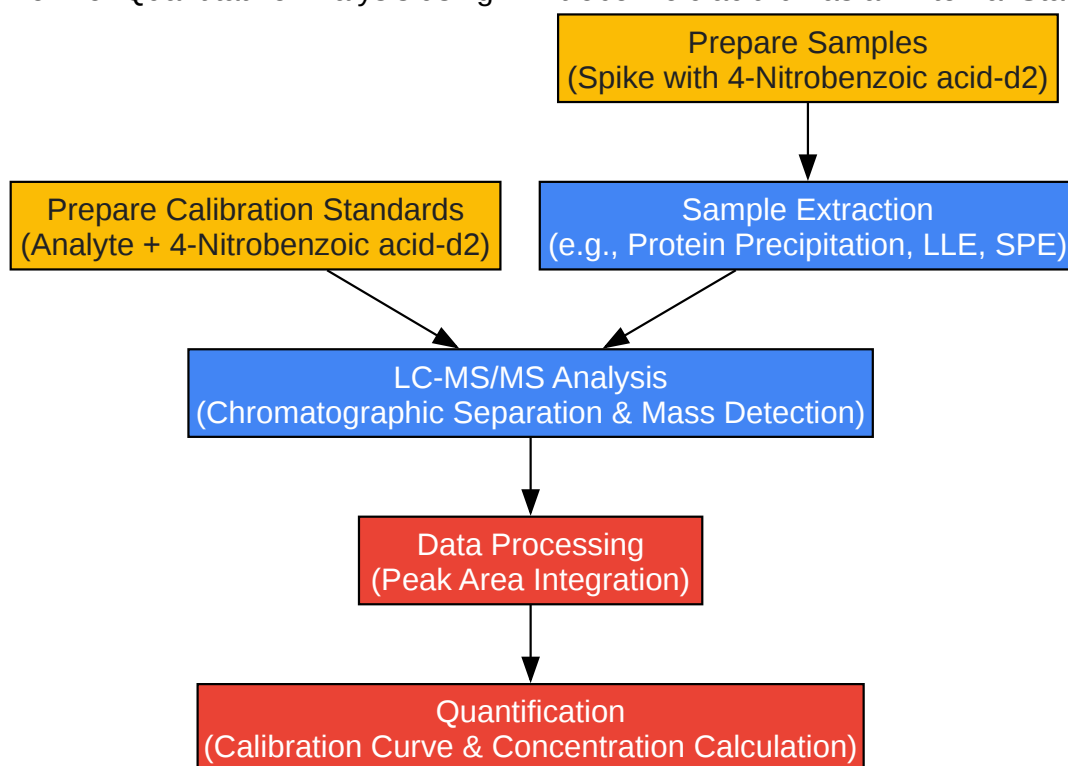 Prepare Samples
(Spike with 4-Nitrobenzoic acid-d2)
Prepare Calibration Standards
(Analyte + 4-Nitrobenzoic acid-d2)
Sample Extraction
(e.g., Protein Precipitation, LLE, SPE)
LC-MS/MS Analysis
(Chromatographic Separation & Mass Detection)
Data Processing
(Peak Area Integration)
Quantification
(Calibration Curve & Concentration Calculation)